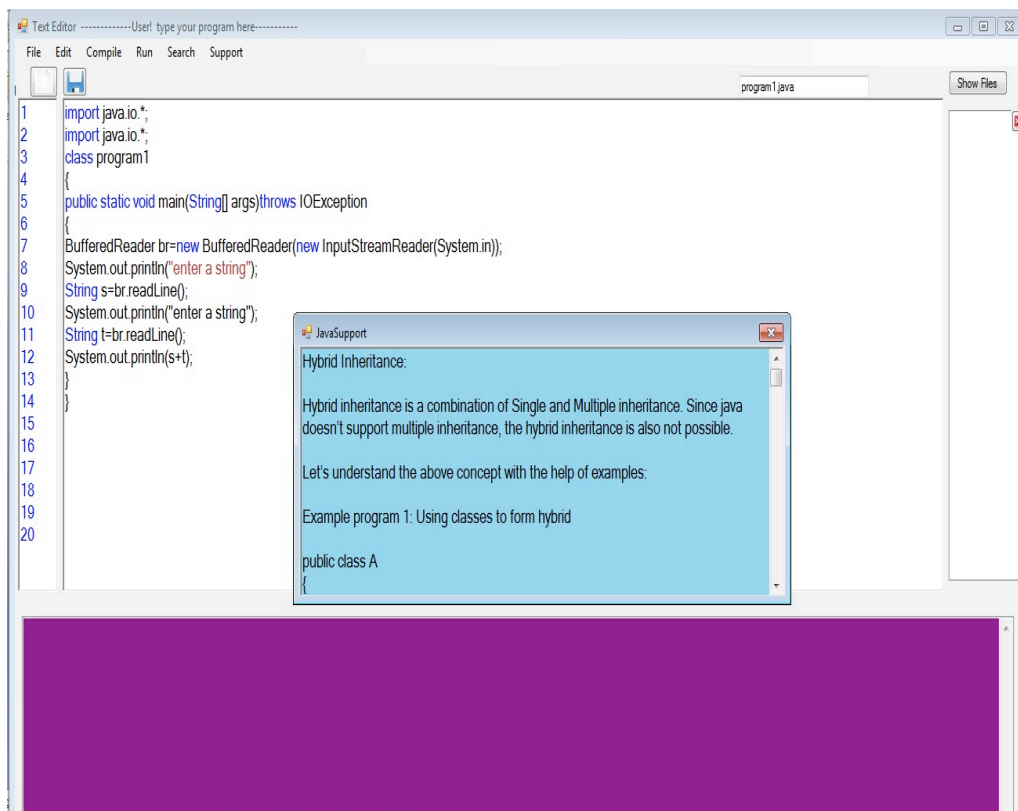 Text Editor -------------User! type your program here-----------
File Edit Compile Run Search Support
program1.java
Show Files
1 import java.io.*;
2 import java.io.*;
3 class program1
4 {
5 public static void main(String[] args)throws IOException
6 {
7 BufferedReader br=new BufferedReader(new InputStreamReader(System.in));
8 System.out.println("enter a string");
9 String s=br.readLine();
10 System.out.println("enter a string");
11 String t=br.readLine();
12 System.out.println(s+t);
13 }
14 }
15
16
17
18
19
20
JavaSupport
Hybrid Inheritance:
Hybrid inheritance is a combination of Single and Multiple inheritance. Since java
doesn't support multiple inheritance, the hybrid inheritance is also not possible.
Let's understand the above concept with the help of examples:
Example program 1: Using classes to form hybrid
public class A
{